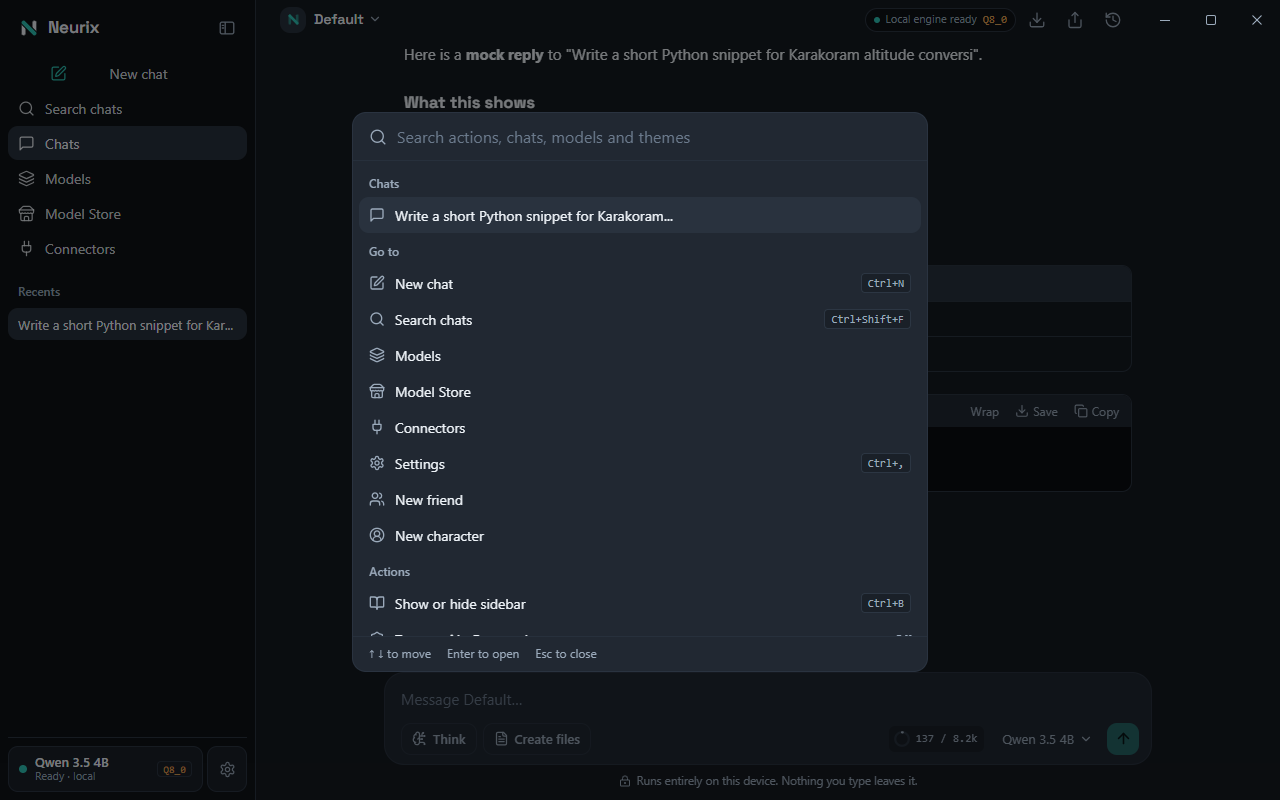 Neurix
New chat
Search chats
Chats
Models
Model Store
Connectors
Recents
Write a short Python snippet for Kar...
Qwen 3.5 4B
Ready · local
Q8_0
Default
Local engine ready Q8_0
Here is a mock reply to "Write a short Python snippet for Karakoram altitude conversi".
What this shows
Search actions, chats, models and themes
Chats
Write a short Python snippet for Karakoram...
Go to
New chat Ctrl+N
Search chats Ctrl+Shift+F
Models
Model Store
Connectors
Settings Ctrl+,
New friend
New character
Actions
Show or hide sidebar Ctrl+B
↑↓ to move Enter to open Esc to close
Wrap Save Copy
Message Default...
Think Create files 137 / 8.2k Qwen 3.5 4B
Runs entirely on this device. Nothing you type leaves it.